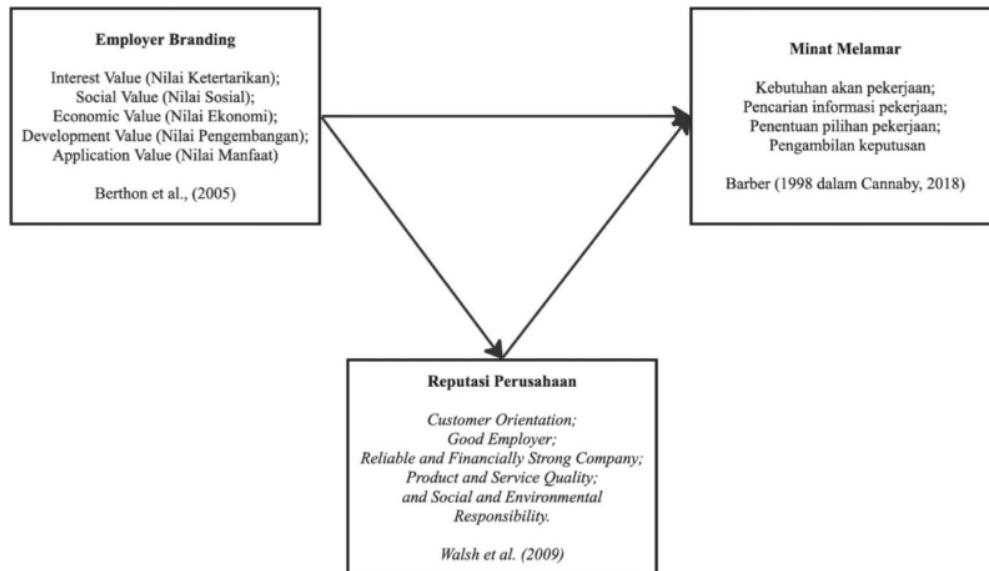 Employer Branding
Interest Value (Nilai Ketertarikan);
Social Value (Nilai Sosial);
Economic Value (Nilai Ekonomi);
Development Value (Nilai Pengembangan);
Application Value (Nilai Manfaat)
Berthon et al., (2005)
Minat Melamar
Kebutuhan akan pekerjaan;
Pencarian informasi pekerjaan;
Penentuan pilihan pekerjaan;
Pengambilan keputusan
Barber (1998 dalam Cannaby, 2018)
Reputasi Perusahaan
Customer Orientation;
Good Employer;
Reliable and Financially Strong Company;
Product and Service Quality;
and Social and Environmental
Responsibility.
Walsh et al. (2009)